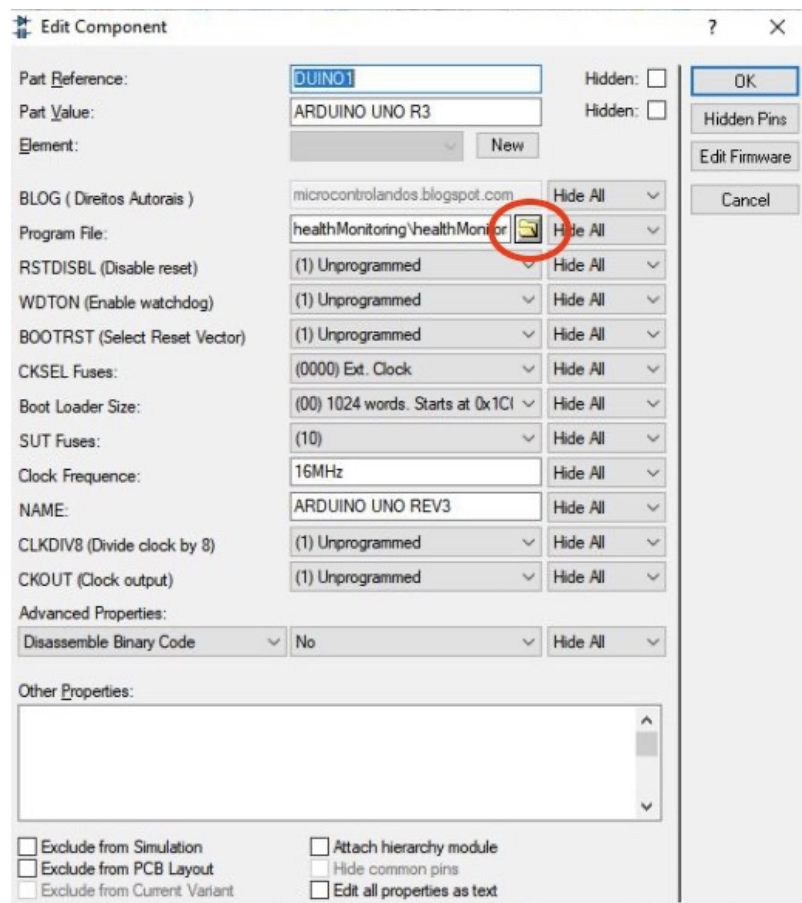 Edit Component ? ×
Part Reference: DUINO1 Hidden: OK
Part Value: ARDUINO UNO R3 Hidden: Hidden Pins
Element: New Edit Firmware
BLOG ( Direitos Autorais ) microcontrolandos.blogspot.com Hide All Cancel
Program File: healthMonitoring\healthMonitor Hide All
RSTDISBL (Disable reset) (1) Unprogrammed Hide All
WDTON (Enable watchdog) (1) Unprogrammed Hide All
BOOTRST (Select Reset Vector) (1) Unprogrammed Hide All
CKSEL Fuses: (0000) Ext. Clock Hide All
Boot Loader Size: (00) 1024 words. Starts at 0x1C( Hide All
SUT Fuses: (10) Hide All
Clock Frequence: 16MHz Hide All
NAME: ARDUINO UNO REV3 Hide All
CLKDIV8 (Divide clock by 8) (1) Unprogrammed Hide All
CKOUT (Clock output) (1) Unprogrammed Hide All
Advanced Properties:
Disassemble Binary Code No Hide All
Other Properties:
Exclude from Simulation Attach hierarchy module
Exclude from PCB Layout Hide common pins
Exclude from Current Variant Edit all properties as text